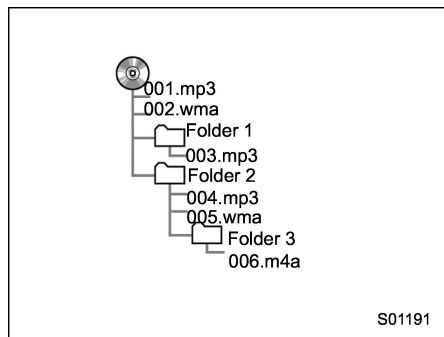 001.mp3
002.wma
Folder 1
003.mp3
Folder 2
004.mp3
005.wma
Folder 3
006.m4a
S01191